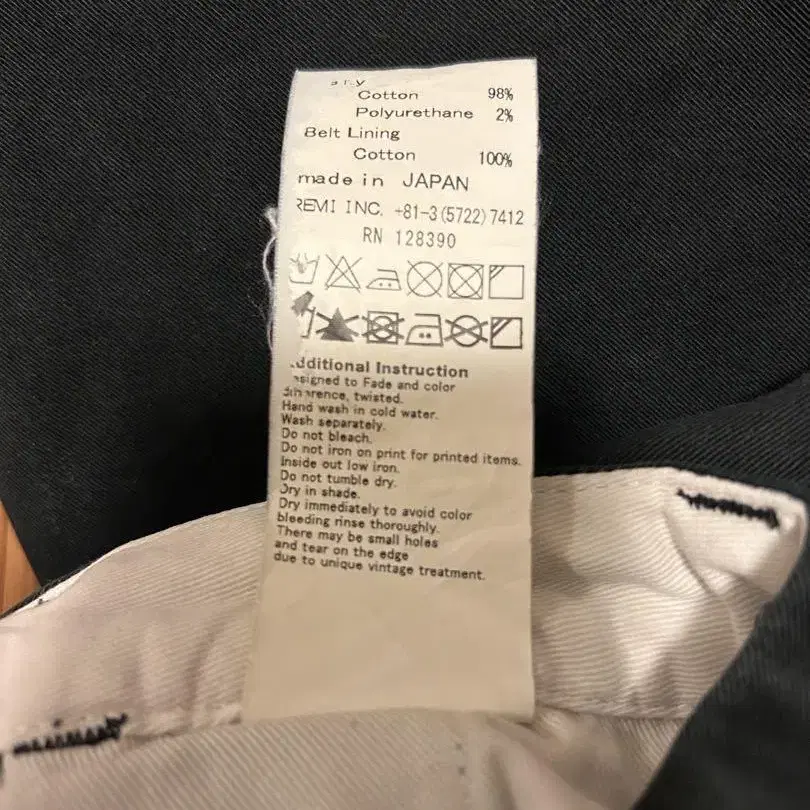 Cotton 98%
Polyurethane 2%
Belt Lining
Cotton 100%
made in JAPAN
REMI INC. +81-3(5722)7412
RN 128390
Additional Instruction
esigned to Fade and color
twisted.
Hand wash in cold water.
Wash separately.
Do not bleach.
Do not iron on print for printed items.
Inside out low iron.
Do not tumble dry.
Dry in shade.
Dry immediately to avoid color
bleeding rinse thoroughly.
There may be small holes
and tear on the edge
due to unique vintage treatment.